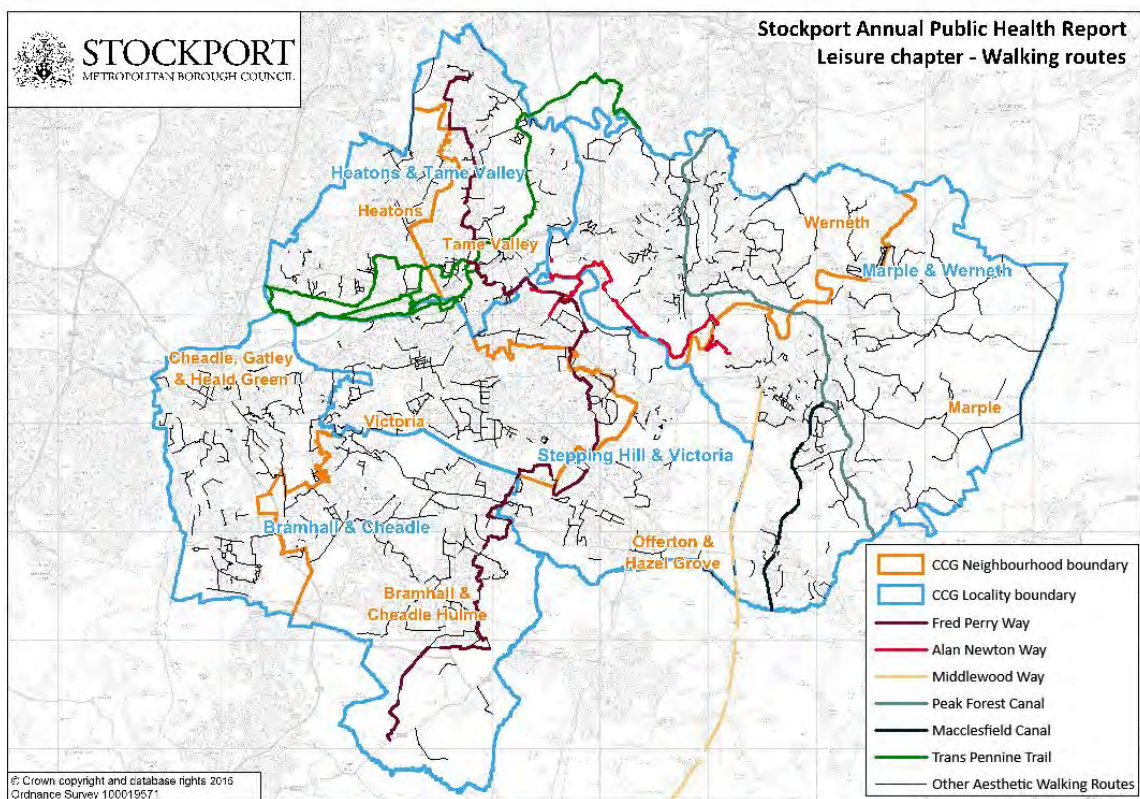 STOCKPORT
METROPOLITAN BOROUGH COUNCIL
Stockport Annual Public Health Report
Leisure chapter - Walking routes
Heatons & Tame Valley
Heatons
Tame Valley
Werneth
Marple & Werneth
Cheadle, Gatley
& Heald Green
Victoria
Marple
Stepping Hill & Victoria
Bramhall & Cheadle
Offerton &
Hazel Grove
Bramhall &
Cheadle Hulme
CCG Neighbourhood boundary
CCG Locality boundary
Fred Perry Way
Alan Newton Way
Middlewood Way
Peak Forest Canal
Macclesfield Canal
Trans Pennine Trail
Other Aesthetic Walking Routes
© Crown copyright and database rights 2015
Ordnance Survey 100019571